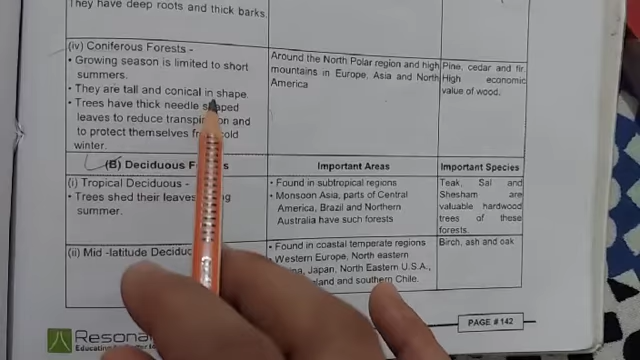 They have deep roots and thick barks.
(iv) Coniferous Forests -
• Growing season is limited to short
summers.
• They are tall and conical in shape.
• Trees have thick needle shaped
leaves to reduce and
to protect themselves cold
winter.
Around the North Polar region and high
mountains in Europe, Asia and North
America
Pine, cedar and fir.
High economic
value of wood.
(B) Deciduous
Important Areas
Important Species
(i) Tropical Deciduous -
• Trees shed their leaves
summer.
• Found in subtropical regions
• Monsoon Asia, parts of Central
America, Brazil and Northern
Australia have such forests
Teak, Sal and
Shesham are
valuable hardwood
trees of these
forests.
(ii) Mid -latitude
• Found in coastal temperate regions
Western Europe, North eastern
Japan, North Eastern U.S.A.,
and southern Chile.
Birch, ash and oak
PAGE # 142